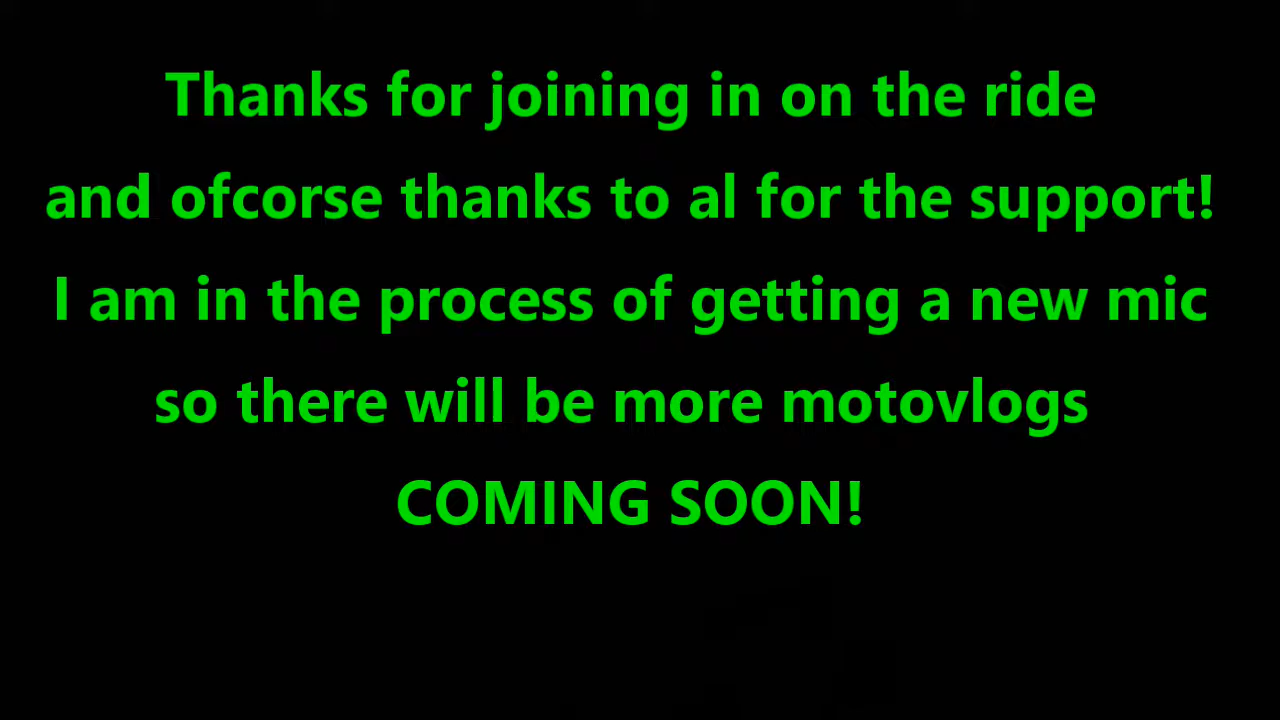 Thanks for joining in on the ride
and ofcorse thanks to al for the support!
I am in the process of getting a new mic
so there will be more motovlogs
COMING SOON!